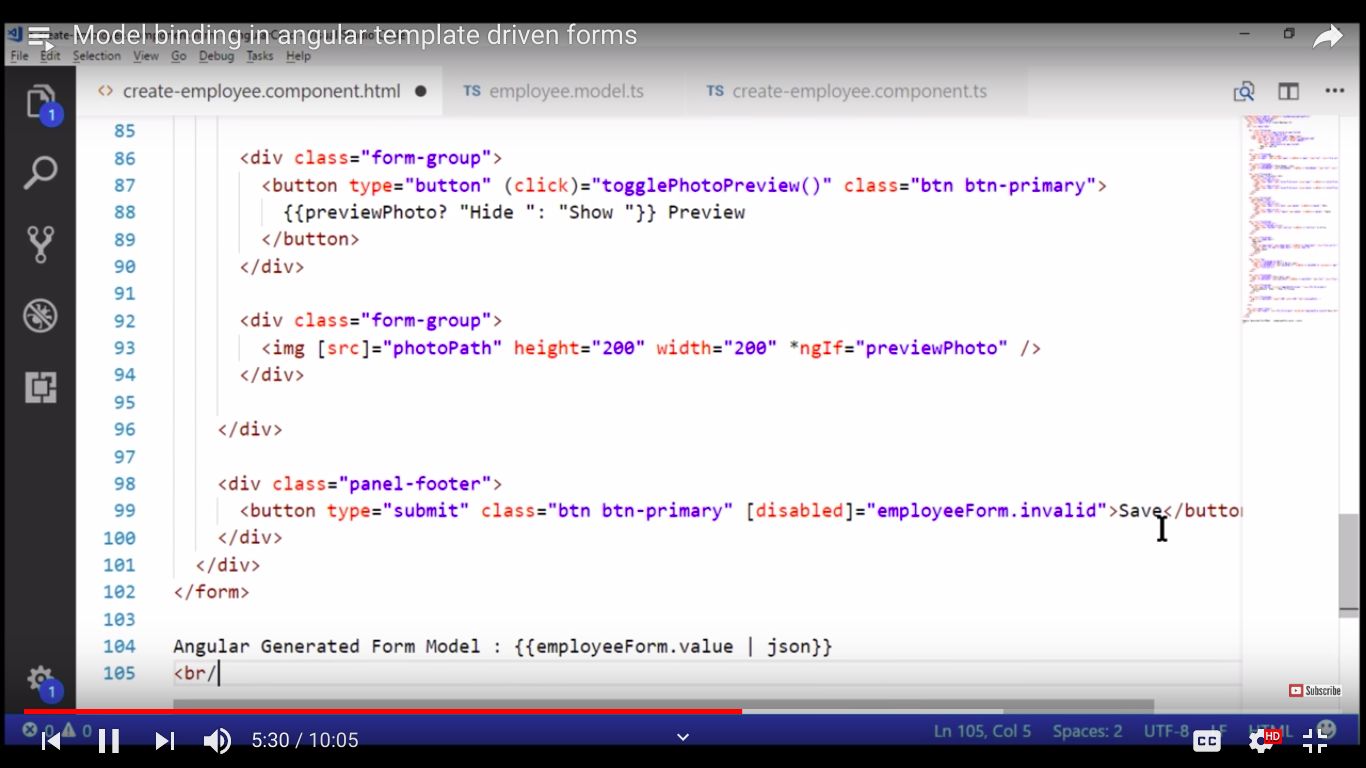 Model binding in angular template driven forms
File Edit Selection View Go Debug Tasks Help
create-employee.component.html TS employee.model.ts TS create-employee.component.ts
1
85
86 <div class="form-group">
87 <button type="button" (click)="togglePhotoPreview()" class="btn btn-primary">
88 {{previewPhoto? "Hide ": "Show "}} Preview
89 </button>
90 </div>
91
92 <div class="form-group">
93 <img [src]="photoPath" height="200" width="200" *ngIf="previewPhoto" />
94 </div>
95
96 </div>
97
98 <div class="panel-footer">
99 <button type="submit" class="btn btn-primary" [disabled]="employeeForm.invalid">Save</button
100 </div>
101 </div>
102 </form>
103
104 Angular Generated Form Model : {{employeeForm.value | json}}
105 <br/
1
Subscribe
0 0 Ln 105, Col 5 Spaces: 2 UTF-8 LF HTML
5:30 / 10:05 CC HD